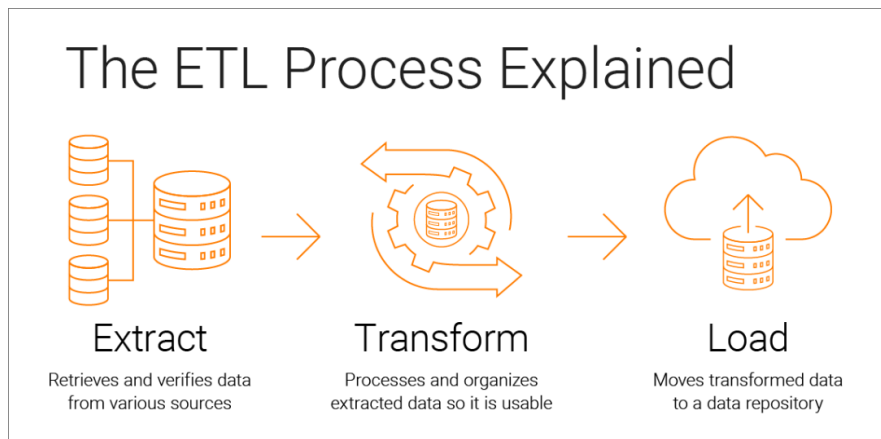 The ETL Process Explained
Extract
Retrieves and verifies data
from various sources
Transform
Processes and organizes
extracted data so it is usable
Load
Moves transformed data
to a data repository